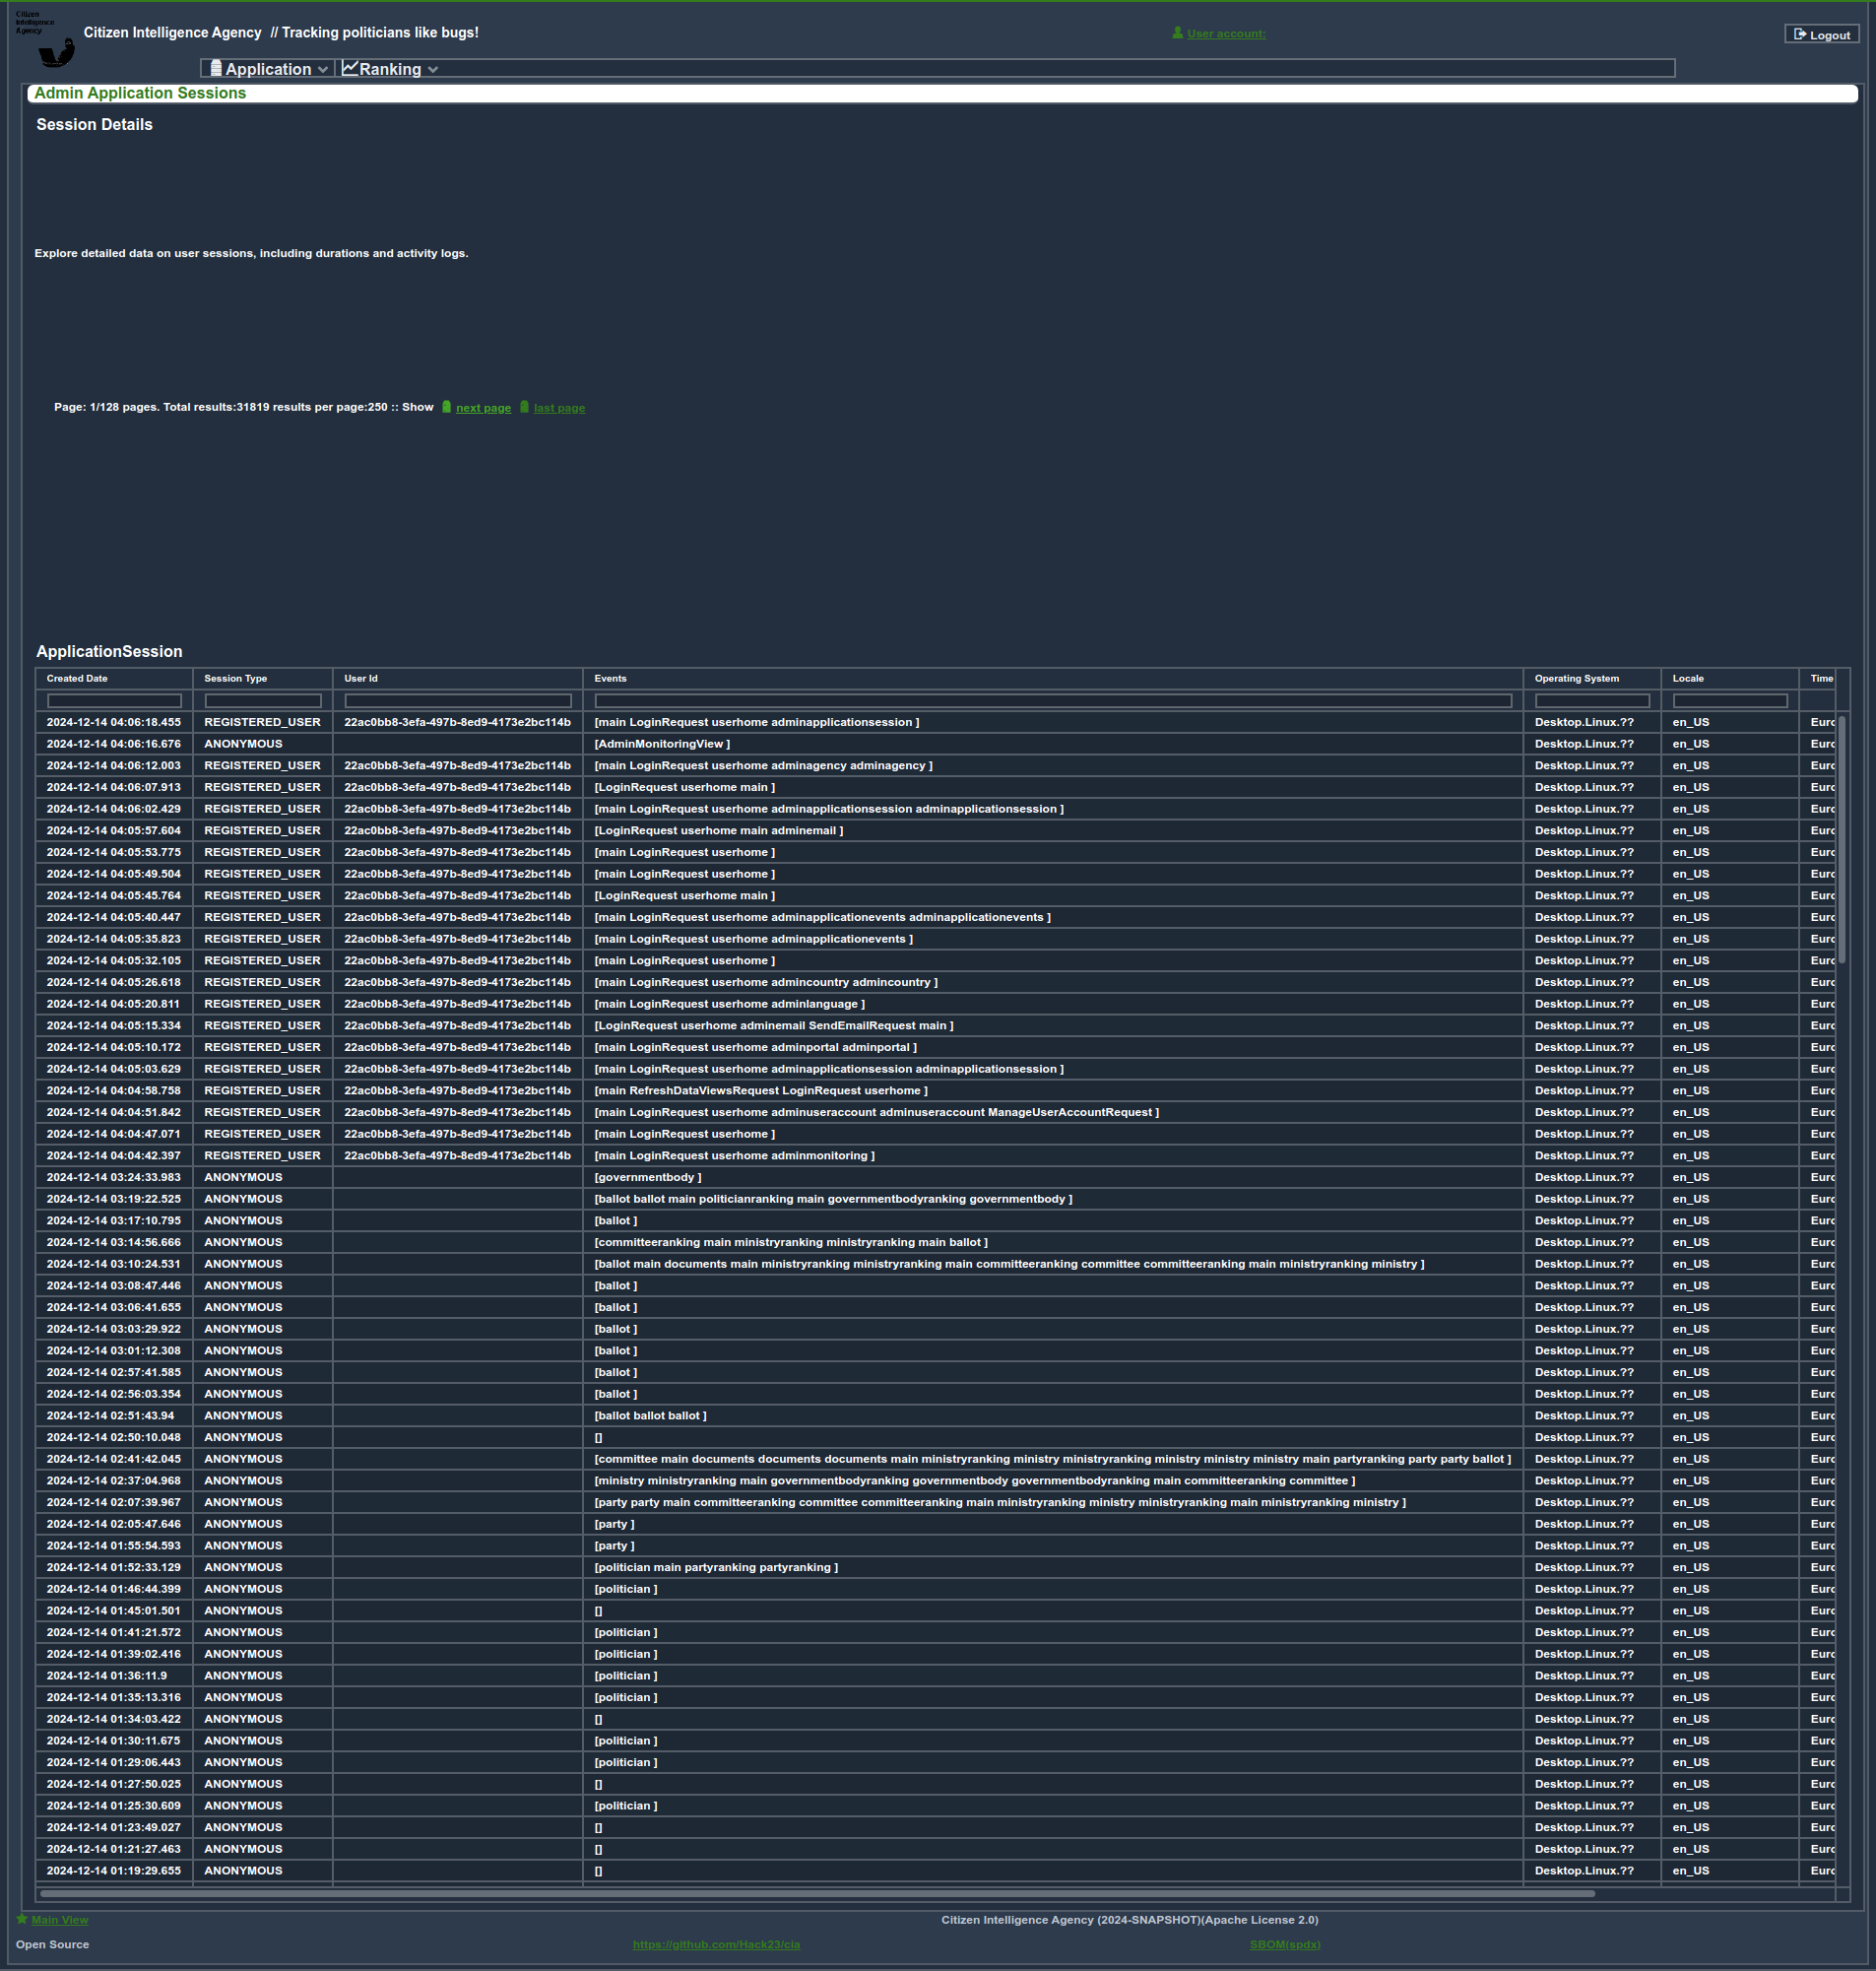 Citizen
Intelligence
Agency
Citizen Intelligence Agency // Tracking politicians like bugs!
User account:
Logout
Application Ranking
Admin Application Sessions
Session Details
Explore detailed data on user sessions, including durations and activity logs.
Page: 1/128 pages. Total results:31819 results per page:250 :: Show next page last page
ApplicationSession
Created Date Session Type User Id Events Operating System Locale Time
2024-12-14 04:06:18.455 REGISTERED_USER 22ac0bb8-3efa-497b-8ed9-4173e2bc114b [main LoginRequest userhome adminapplicationsession ] Desktop.Linux.?? en_US Euro
2024-12-14 04:06:16.676 ANONYMOUS [AdminMonitoringView ] Desktop.Linux.?? en_US Euro
2024-12-14 04:06:12.003 REGISTERED_USER 22ac0bb8-3efa-497b-8ed9-4173e2bc114b [main LoginRequest userhome adminagency adminagency ] Desktop.Linux.?? en_US Euro
2024-12-14 04:06:07.913 REGISTERED_USER 22ac0bb8-3efa-497b-8ed9-4173e2bc114b [LoginRequest userhome main ] Desktop.Linux.?? en_US Euro
2024-12-14 04:06:02.429 REGISTERED_USER 22ac0bb8-3efa-497b-8ed9-4173e2bc114b [main LoginRequest userhome adminapplicationsession adminapplicationsession ] Desktop.Linux.?? en_US Euro
2024-12-14 04:05:57.604 REGISTERED_USER 22ac0bb8-3efa-497b-8ed9-4173e2bc114b [LoginRequest userhome main adminemail ] Desktop.Linux.?? en_US Euro
2024-12-14 04:05:53.775 REGISTERED_USER 22ac0bb8-3efa-497b-8ed9-4173e2bc114b [main LoginRequest userhome ] Desktop.Linux.?? en_US Euro
2024-12-14 04:05:49.504 REGISTERED_USER 22ac0bb8-3efa-497b-8ed9-4173e2bc114b [main LoginRequest userhome ] Desktop.Linux.?? en_US Euro
2024-12-14 04:05:45.764 REGISTERED_USER 22ac0bb8-3efa-497b-8ed9-4173e2bc114b [LoginRequest userhome main ] Desktop.Linux.?? en_US Euro
2024-12-14 04:05:40.447 REGISTERED_USER 22ac0bb8-3efa-497b-8ed9-4173e2bc114b [main LoginRequest userhome adminapplicationevents adminapplicationevents ] Desktop.Linux.?? en_US Euro
2024-12-14 04:05:35.823 REGISTERED_USER 22ac0bb8-3efa-497b-8ed9-4173e2bc114b [main LoginRequest userhome adminapplicationevents ] Desktop.Linux.?? en_US Euro
2024-12-14 04:05:32.105 REGISTERED_USER 22ac0bb8-3efa-497b-8ed9-4173e2bc114b [main LoginRequest userhome ] Desktop.Linux.?? en_US Euro
2024-12-14 04:05:26.618 REGISTERED_USER 22ac0bb8-3efa-497b-8ed9-4173e2bc114b [main LoginRequest userhome admincountry admincountry ] Desktop.Linux.?? en_US Euro
2024-12-14 04:05:20.811 REGISTERED_USER 22ac0bb8-3efa-497b-8ed9-4173e2bc114b [main LoginRequest userhome adminlanguage ] Desktop.Linux.?? en_US Euro
2024-12-14 04:05:15.334 REGISTERED_USER 22ac0bb8-3efa-497b-8ed9-4173e2bc114b [LoginRequest userhome adminemail SendEmailRequest main ] Desktop.Linux.?? en_US Euro
2024-12-14 04:05:10.172 REGISTERED_USER 22ac0bb8-3efa-497b-8ed9-4173e2bc114b [main LoginRequest userhome adminportal adminportal ] Desktop.Linux.?? en_US Euro
2024-12-14 04:05:03.629 REGISTERED_USER 22ac0bb8-3efa-497b-8ed9-4173e2bc114b [main LoginRequest userhome adminapplicationsession adminapplicationsession ] Desktop.Linux.?? en_US Euro
2024-12-14 04:04:58.758 REGISTERED_USER 22ac0bb8-3efa-497b-8ed9-4173e2bc114b [main RefreshDataViewsRequest LoginRequest userhome ] Desktop.Linux.?? en_US Euro
2024-12-14 04:04:51.842 REGISTERED_USER 22ac0bb8-3efa-497b-8ed9-4173e2bc114b [main LoginRequest userhome adminuseraccount adminuseraccount ManageUserAccountRequest ] Desktop.Linux.?? en_US Euro
2024-12-14 04:04:47.071 REGISTERED_USER 22ac0bb8-3efa-497b-8ed9-4173e2bc114b [main LoginRequest userhome ] Desktop.Linux.?? en_US Euro
2024-12-14 04:04:42.397 REGISTERED_USER 22ac0bb8-3efa-497b-8ed9-4173e2bc114b [main LoginRequest userhome adminmonitoring ] Desktop.Linux.?? en_US Euro
2024-12-14 03:24:33.983 ANONYMOUS [governmentbody ] Desktop.Linux.?? en_US Euro
2024-12-14 03:19:22.525 ANONYMOUS [ballot ballot main politicianranking main governmentbodyranking governmentbody ] Desktop.Linux.?? en_US Euro
2024-12-14 03:17:10.795 ANONYMOUS [ballot ] Desktop.Linux.?? en_US Euro
2024-12-14 03:14:56.666 ANONYMOUS [committeeranking main ministryranking ministryranking main ballot ] Desktop.Linux.?? en_US Euro
2024-12-14 03:10:24.531 ANONYMOUS [ballot main documents main ministryranking ministryranking main committeeranking committee committeeranking main ministryranking ministry ] Desktop.Linux.?? en_US Euro
2024-12-14 03:08:47.446 ANONYMOUS [ballot ] Desktop.Linux.?? en_US Euro
2024-12-14 03:06:41.655 ANONYMOUS [ballot ] Desktop.Linux.?? en_US Euro
2024-12-14 03:03:29.922 ANONYMOUS [ballot ] Desktop.Linux.?? en_US Euro
2024-12-14 03:01:12.308 ANONYMOUS [ballot ] Desktop.Linux.?? en_US Euro
2024-12-14 02:57:41.585 ANONYMOUS [ballot ] Desktop.Linux.?? en_US Euro
2024-12-14 02:56:03.354 ANONYMOUS [ballot ] Desktop.Linux.?? en_US Euro
2024-12-14 02:51:43.94 ANONYMOUS [ballot ballot ballot ] Desktop.Linux.?? en_US Euro
2024-12-14 02:50:10.048 ANONYMOUS [] Desktop.Linux.?? en_US Euro
2024-12-14 02:41:42.045 ANONYMOUS [committee main documents documents documents main ministryranking ministry ministryranking ministry ministry ministry main partyranking party party ballot ] Desktop.Linux.?? en_US Euro
2024-12-14 02:37:04.968 ANONYMOUS [ministry ministryranking main governmentbodyranking governmentbody governmentbodyranking main committeeranking committee ] Desktop.Linux.?? en_US Euro
2024-12-14 02:07:39.967 ANONYMOUS [party party main committeeranking committee committeeranking main ministryranking ministry ministryranking main ministryranking ministry ] Desktop.Linux.?? en_US Euro
2024-12-14 02:05:47.646 ANONYMOUS [party ] Desktop.Linux.?? en_US Euro
2024-12-14 01:55:54.593 ANONYMOUS [party ] Desktop.Linux.?? en_US Euro
2024-12-14 01:52:33.129 ANONYMOUS [politician main partyranking partyranking ] Desktop.Linux.?? en_US Euro
2024-12-14 01:46:44.399 ANONYMOUS [politician ] Desktop.Linux.?? en_US Euro
2024-12-14 01:45:01.501 ANONYMOUS [] Desktop.Linux.?? en_US Euro
2024-12-14 01:41:21.572 ANONYMOUS [politician ] Desktop.Linux.?? en_US Euro
2024-12-14 01:39:02.416 ANONYMOUS [politician ] Desktop.Linux.?? en_US Euro
2024-12-14 01:36:11.9 ANONYMOUS [politician ] Desktop.Linux.?? en_US Euro
2024-12-14 01:35:13.316 ANONYMOUS [politician ] Desktop.Linux.?? en_US Euro
2024-12-14 01:34:03.422 ANONYMOUS [] Desktop.Linux.?? en_US Euro
2024-12-14 01:30:11.675 ANONYMOUS [politician ] Desktop.Linux.?? en_US Euro
2024-12-14 01:29:06.443 ANONYMOUS [politician ] Desktop.Linux.?? en_US Euro
2024-12-14 01:27:50.025 ANONYMOUS [] Desktop.Linux.?? en_US Euro
2024-12-14 01:25:30.609 ANONYMOUS [politician ] Desktop.Linux.?? en_US Euro
2024-12-14 01:23:49.027 ANONYMOUS [] Desktop.Linux.?? en_US Euro
2024-12-14 01:21:27.463 ANONYMOUS [] Desktop.Linux.?? en_US Euro
2024-12-14 01:19:29.655 ANONYMOUS [] Desktop.Linux.?? en_US Euro
Main View
Citizen Intelligence Agency (2024-SNAPSHOT)(Apache License 2.0)
Open Source
https://github.com/Hack23/cia
SBOM(spdx)